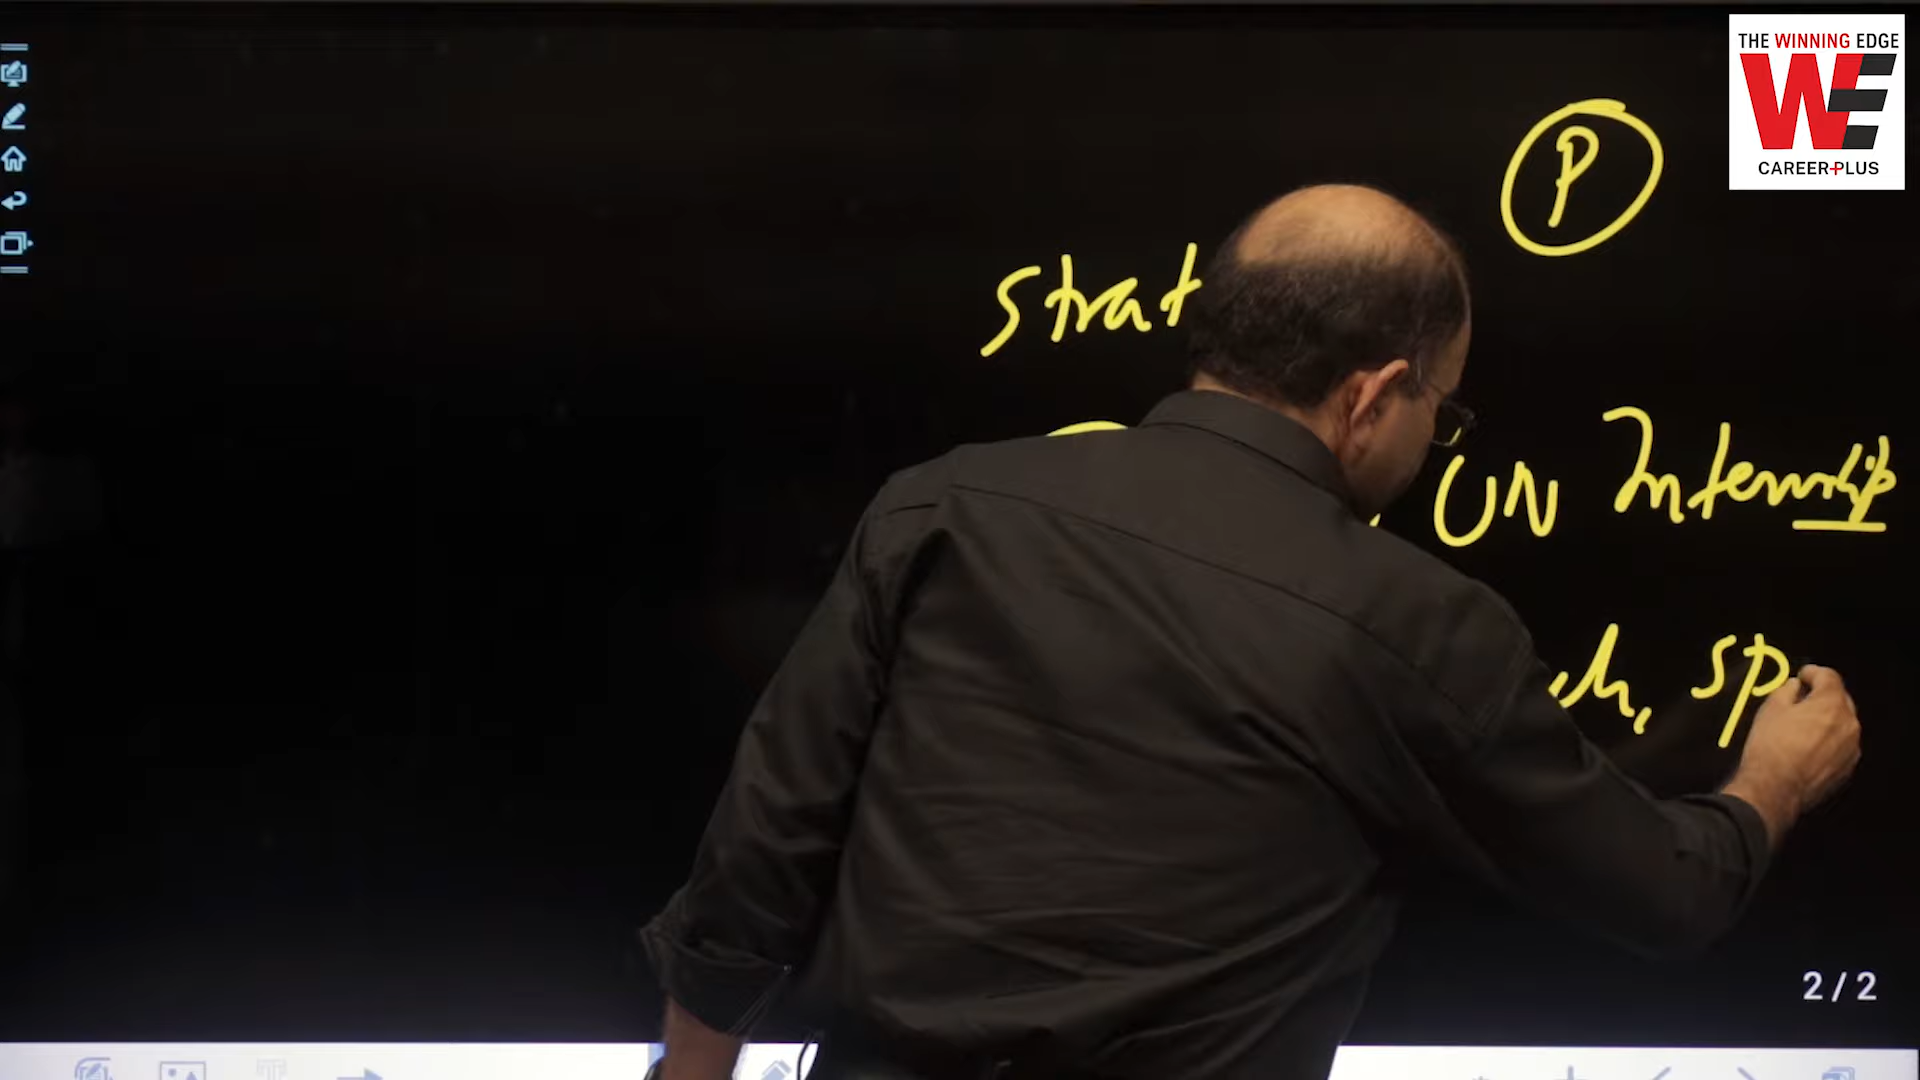 THE WINNING EDGE
WE
CAREER+PLUS
P
Strat
UN Internship
sp
2/2